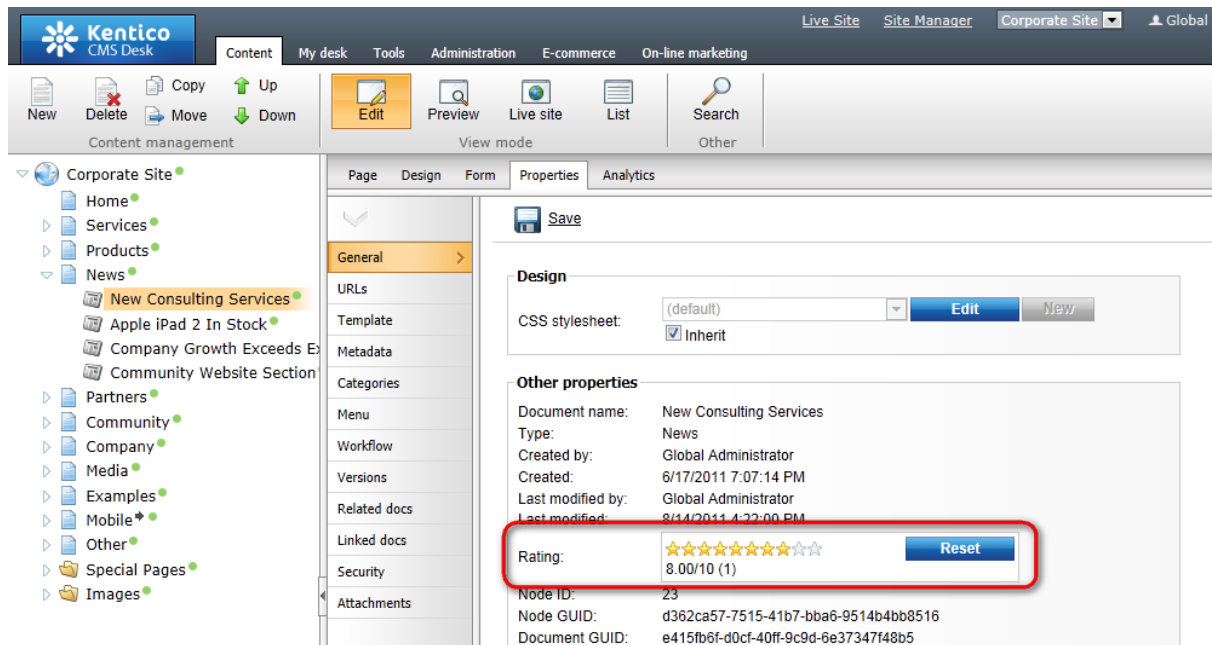 Live Site Site Manager Corporate Site Global
Kentico
CMS Desk
Content My desk Tools Administration E-commerce On-line marketing
New Delete Copy Move Up Down
Content management
Edit Preview Live site List
View mode
Search
Other
Corporate Site
Home
Services
Products
News
New Consulting Services
Apple iPad 2 In Stock
Company Growth Exceeds Ex
Community Website Section
Partners
Community
Company
Media
Examples
Mobile
Other
Special Pages
Images
Page Design Form Properties Analytics
General
URLs
Template
Metadata
Categories
Menu
Workflow
Versions
Related docs
Linked docs
Security
Attachments
Save
Design
CSS stylesheet: (default) Edit New
Inherit
Other properties
Document name: New Consulting Services
Type: News
Created by: Global Administrator
Created: 6/17/2011 7:07:14 PM
Last modified by: Global Administrator
Last modified: 8/14/2011 4:22:00 PM
Rating: Reset
8.00/10 (1)
Node ID: 23
Node GUID: d362ca57-7515-41b7-bba6-9514b4bb8516
Document GUID: e415fb6f-d0cf-40ff-9c9d-6e37347f48b5